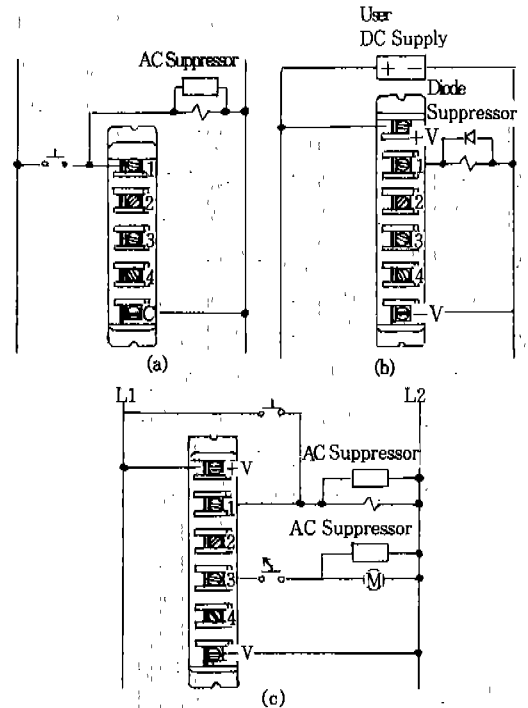 AC Suppressor
1
2
3
4
C
(a)
User
DC Supply
+ -
Diode
Suppressor
+V
1
2
3
4
-V
(b)
L1
L2
+V
AC Suppressor
1
AC Suppressor
2
3
M
4
-V
(c)